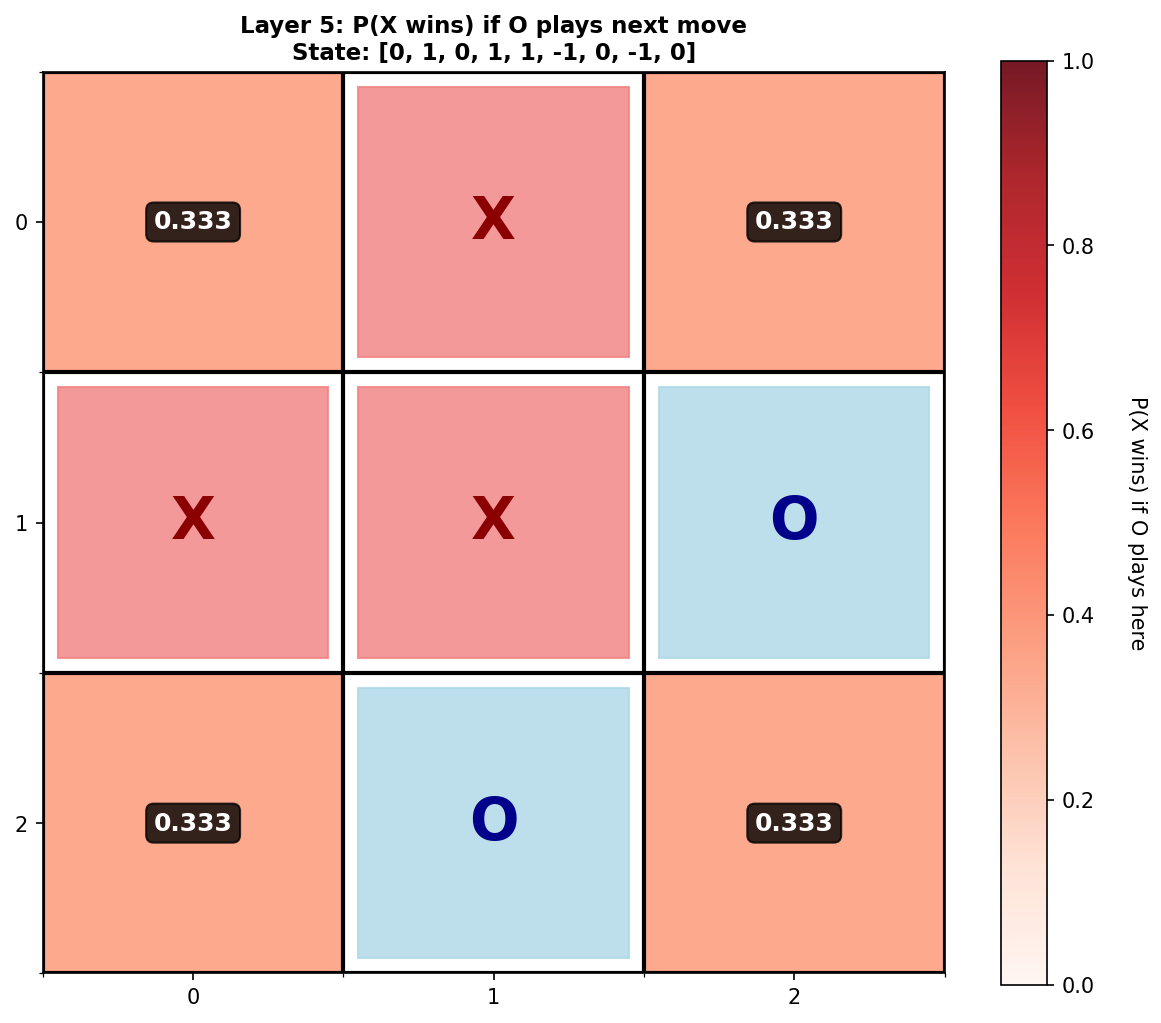 Layer 5: P(X wins) if O plays next move
State: [0, 1, 0, 1, 1, -1, 0, -1, 0]
0.333
X
0.333
X
X
O
0.333
O
0.333
0
1
2
0
1
2
1.0
0.8
0.6
0.4
0.2
0.0
P(X wins) if O plays here